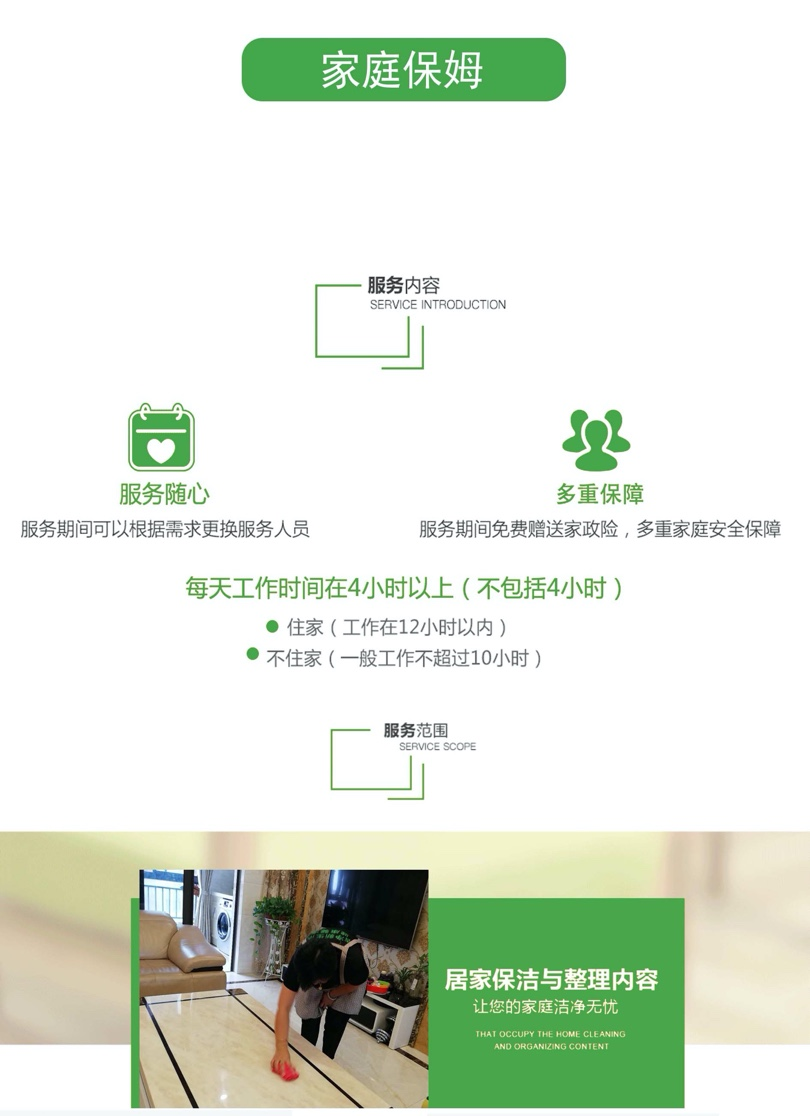 家庭保姆
服务内容
SERVICE INTRODUCTION
服务随心
多重保障
服务期间可以根据需求更换服务人员
服务期间免费赠送家政险，多重家庭安全保障
每天工作时间在4小时以上（不包括4小时）
住家（工作在12小时以内）
不住家（一般工作不超过10小时）
服务范围
SERVICE SCOPE
居家保洁与整理内容
让您的家庭洁净无忧
THAT OCCUPY THE HOME CLEANING
AND ORGANIZING CONTENT